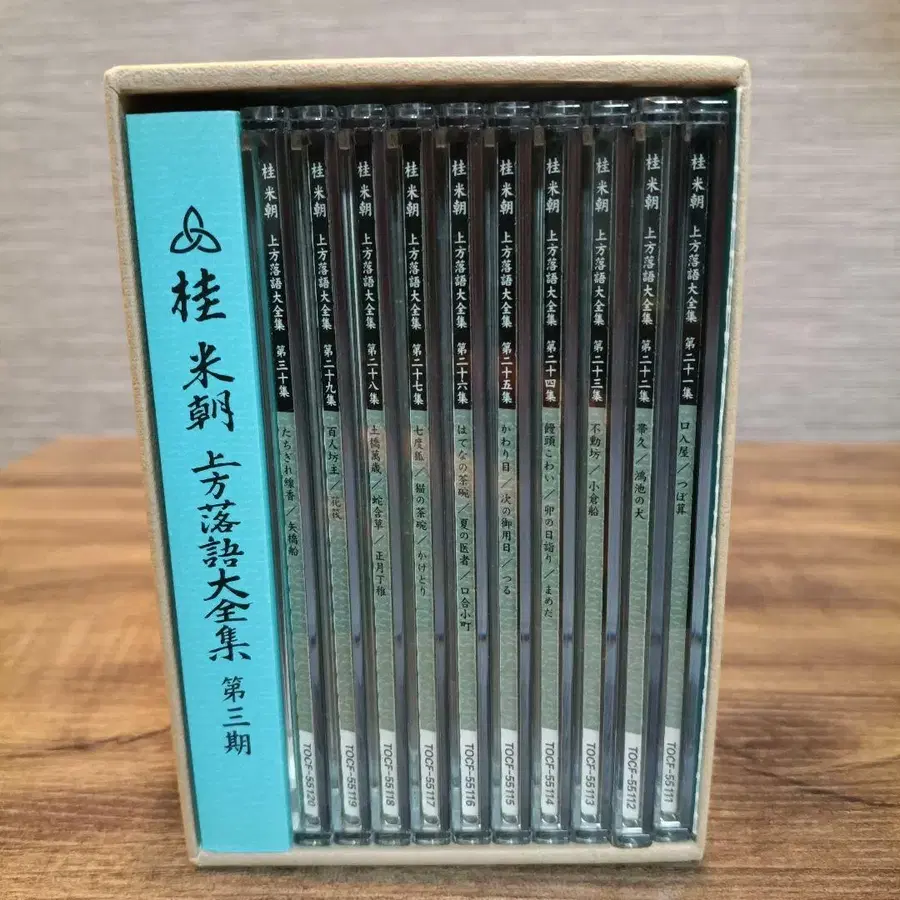 桂米朝 上方落語大全集 第三期
桂米朝 上方落語大全集 第三十集 たちぎれ線香／矢橋船 TOCF-55120
桂米朝 上方落語大全集 第二十九集 百人坊主／花筏 TOCF-55119
桂米朝 上方落語大全集 第二十八集 土橋萬歳／蛇含草／正月丁稚 TOCF-55118
桂米朝 上方落語大全集 第二十七集 七度狐／猫の茶碗／かけとり TOCF-55117
桂米朝 上方落語大全集 第二十六集 はてなの茶碗／夏の医者／口合小町 TOCF-55116
桂米朝 上方落語大全集 第二十五集 かわり目／次の御用日／つる TOCF-55115
桂米朝 上方落語大全集 第二十四集 饅頭こわい／卯の日詣り／まめだ TOCF-55114
桂米朝 上方落語大全集 第二十三集 不動坊／小倉船 TOCF-55113
桂米朝 上方落語大全集 第二十二集 帯久／鴻池の犬 TOCF-55112
桂米朝 上方落語大全集 第二十一集 口入屋／つぼ算 TOCF-55111